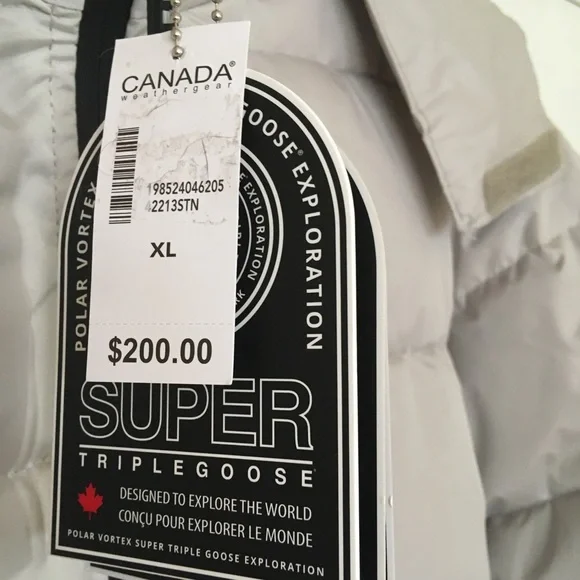 CANADA®
weathergear
198524046205
42213STN
XL
$200.00
POLAR VORTEX
GOOSE® EXPLORATION
EXPLORATION
SUPER
TRIPLEGOOSE
DESIGNED TO EXPLORE THE WORLD
CONÇU POUR EXPLORER LE MONDE
POLAR VORTEX SUPER TRIPLE GOOSE EXPLORATION